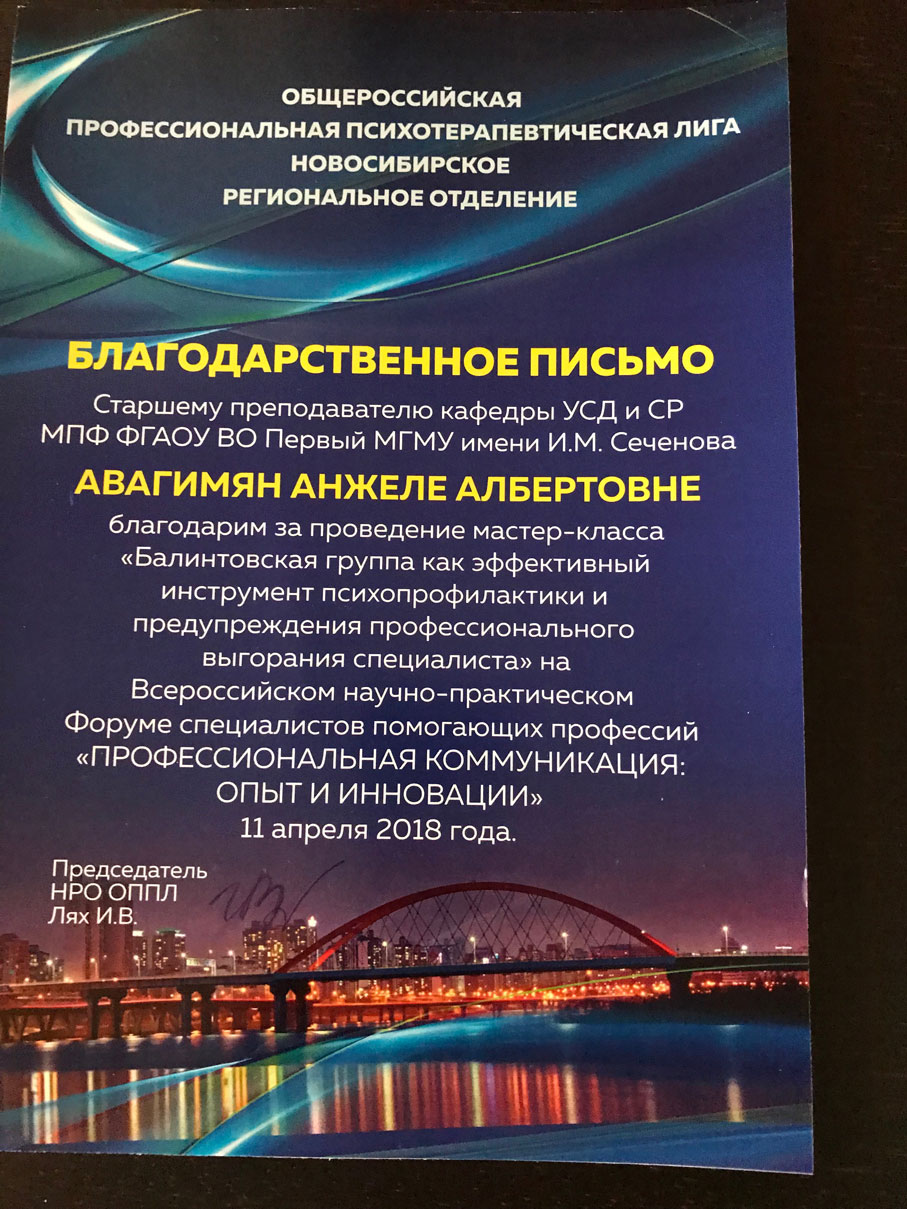 ОБЩЕРОССИЙСКАЯ
ПРОФЕССИОНАЛЬНАЯ ПСИХОТЕРАПЕВТИЧЕСКАЯ ЛИГА
НОВОСИБИРСКОЕ
РЕГИОНАЛЬНОЕ ОТДЕЛЕНИЕ
БЛАГОДАРСТВЕННОЕ ПИСЬМО
Старшему преподавателю кафедры УСД и СР
МПФ ФГАОУ ВО Первый МГМУ имени И.М. Сеченова
АВАГИМЯН АНЖЕЛЕ АЛБЕРТОВНЕ
благодарим за проведение мастер-класса
«Балинтовская группа как эффективный
инструмент психопрофилактики и
предупреждения профессионального
выгорания специалиста» на
Всероссийском научно-практическом
Форуме специалистов помогающих профессий
«ПРОФЕССИОНАЛЬНАЯ КОММУНИКАЦИЯ:
ОПЫТ И ИННОВАЦИИ»
11 апреля 2018 года.
Председатель
НРО ОППЛ
Лях И.В.